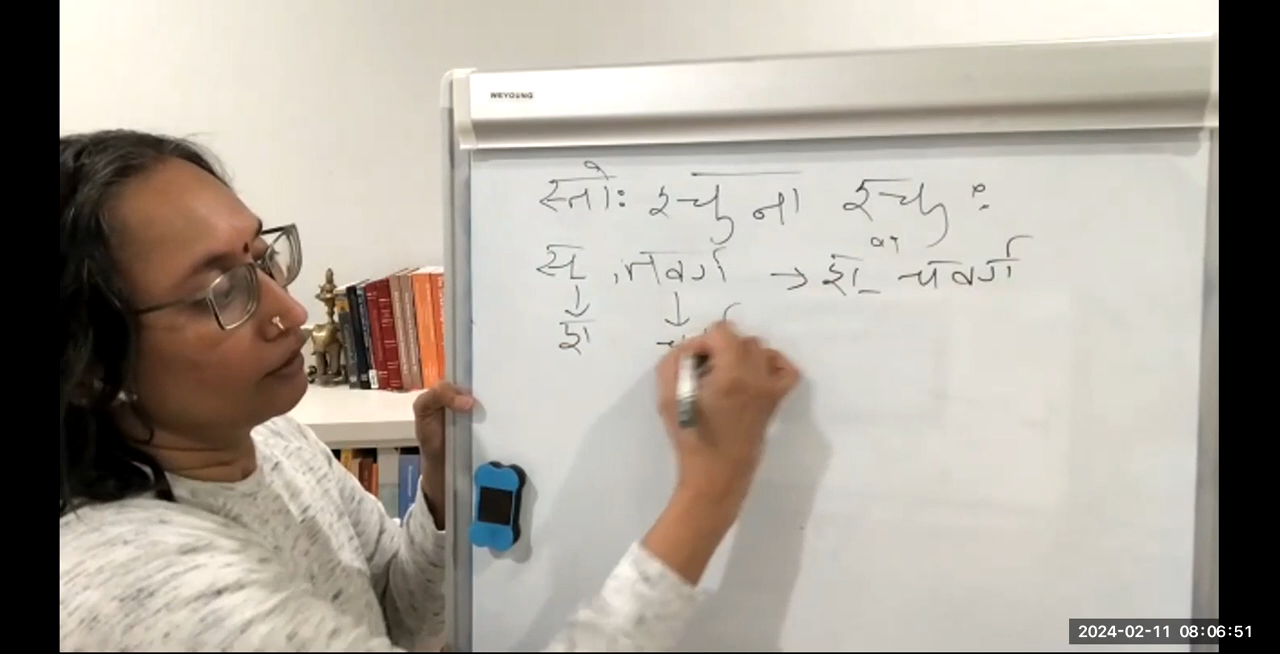 WEYOUNG
स्तोः श्चुना श्चुः
स् , तवर्ग → श् वा चवर्ग
↓ ↓
श्
2024-02-11 08:06:51